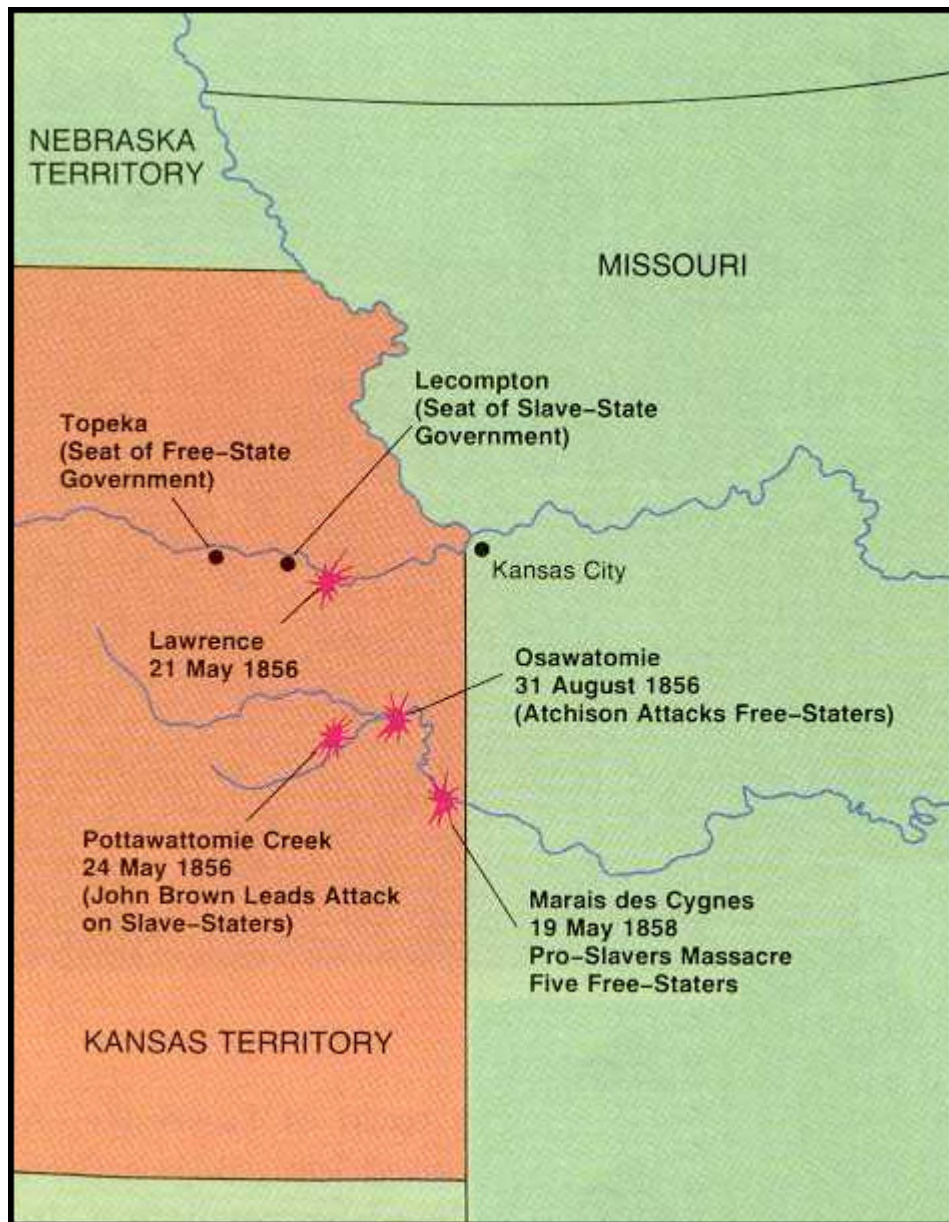 NEBRASKA
TERRITORY
MISSOURI
Lecompton
(Seat of Slave–State
Government)
Topeka
(Seat of Free–State
Government)
Kansas City
Lawrence
21 May 1856
Osawatomie
31 August 1856
(Atchison Attacks Free–Staters)
Pottawattomie Creek
24 May 1856
(John Brown Leads Attack
on Slave–Staters)
Marais des Cygnes
19 May 1858
Pro–Slavers Massacre
Five Free–Staters
KANSAS TERRITORY